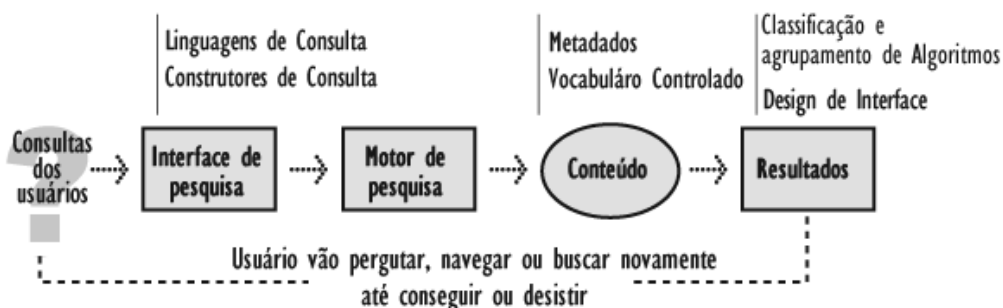 Linguagens de Consulta
Construtores de Consulta
Metadados
Vocabuláro Controlado
Classificação e
agrupamento de Algoritmos
Design de Interface
Consultas
dos
usuários
?
Interface de
pesquisa
Motor de
pesquisa
Conteúdo
Resultados
Usuário vão pergutar, navegar ou buscar novamente
até conseguir ou desistir